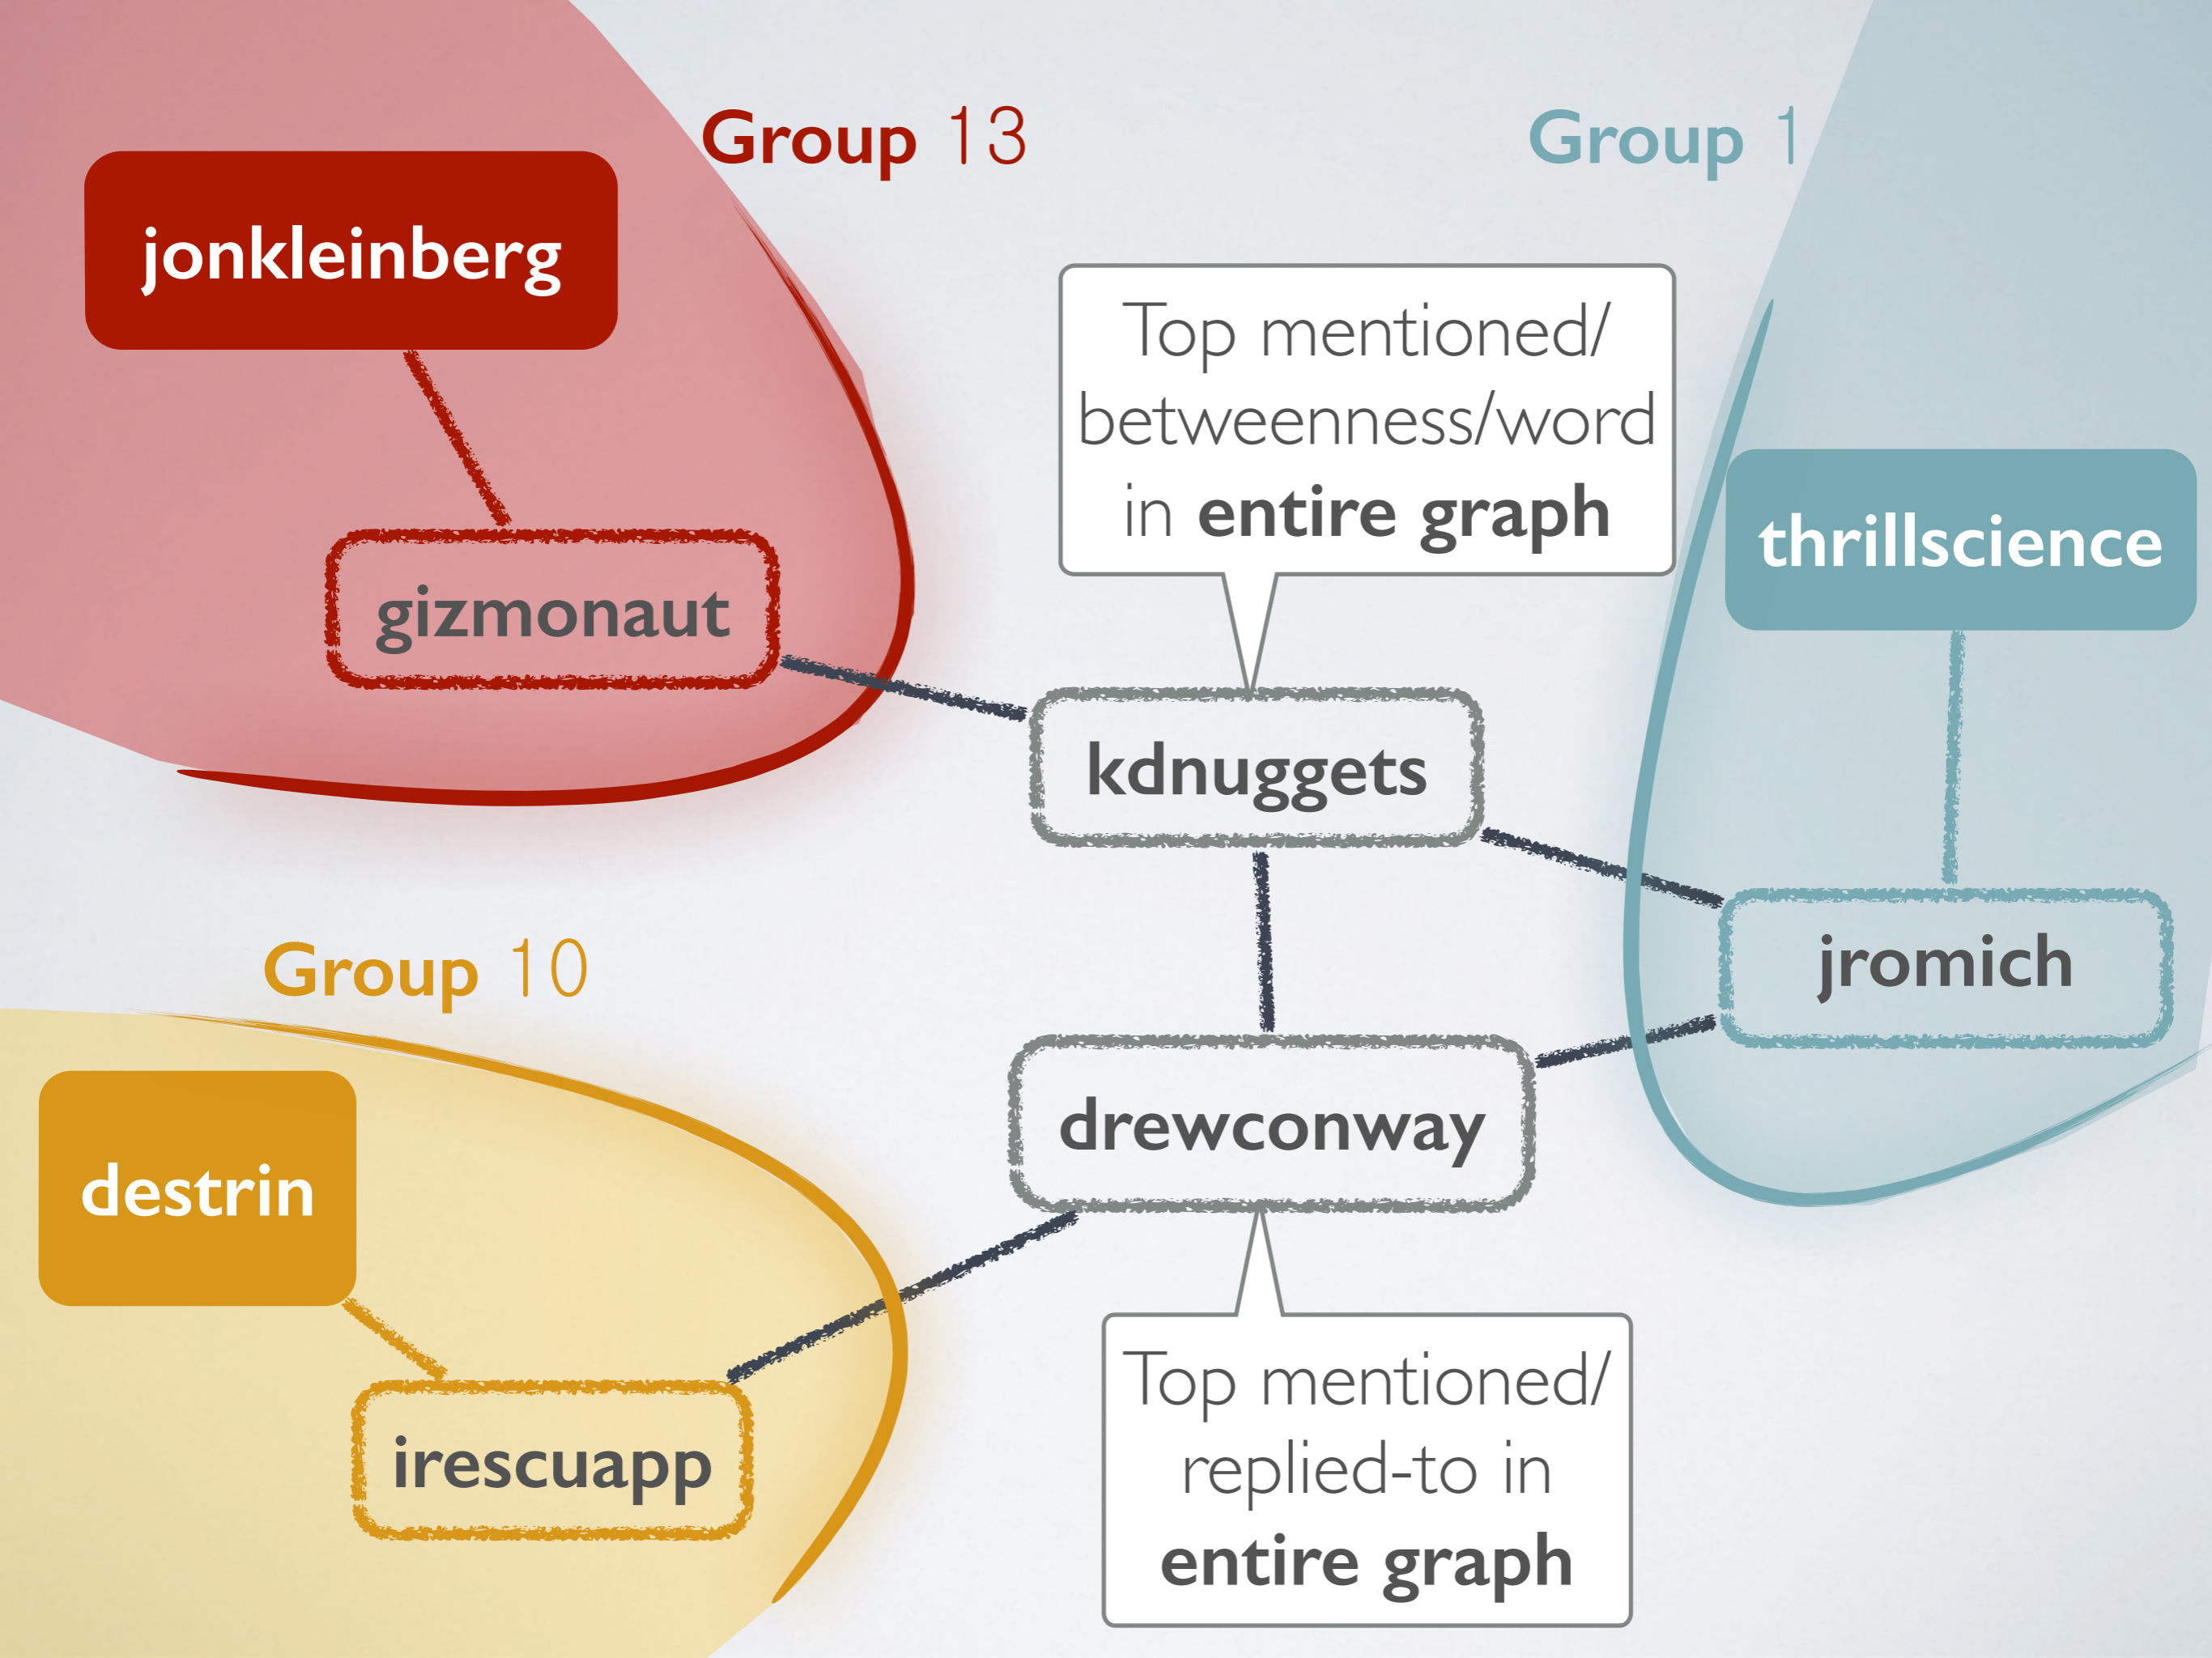 Group 13
Group 1
jonkleinberg
Top mentioned/
betweenness/word
in entire graph
thrillscience
gizmonaut
kdnuggets
jromich
Group 10
drewconway
destrin
irescuapp
Top mentioned/
replied-to in
entire graph